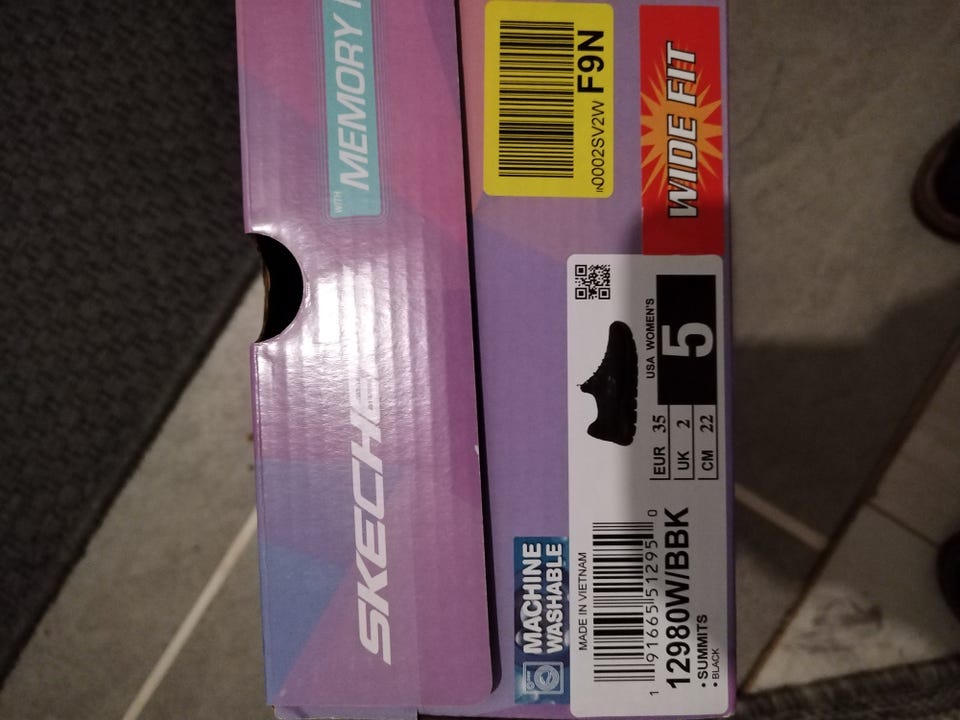 WITH
MEMORY
SKECHE
F9N
0002SV2W
WIDE FIT
USA WOMEN'S
5
EUR 35
UK 2
CM 22
MACHINE
WASHABLE
MADE IN VIETNAM
1 91665 51295 0
12980W/BBK
• SUMMITS
• BLACK